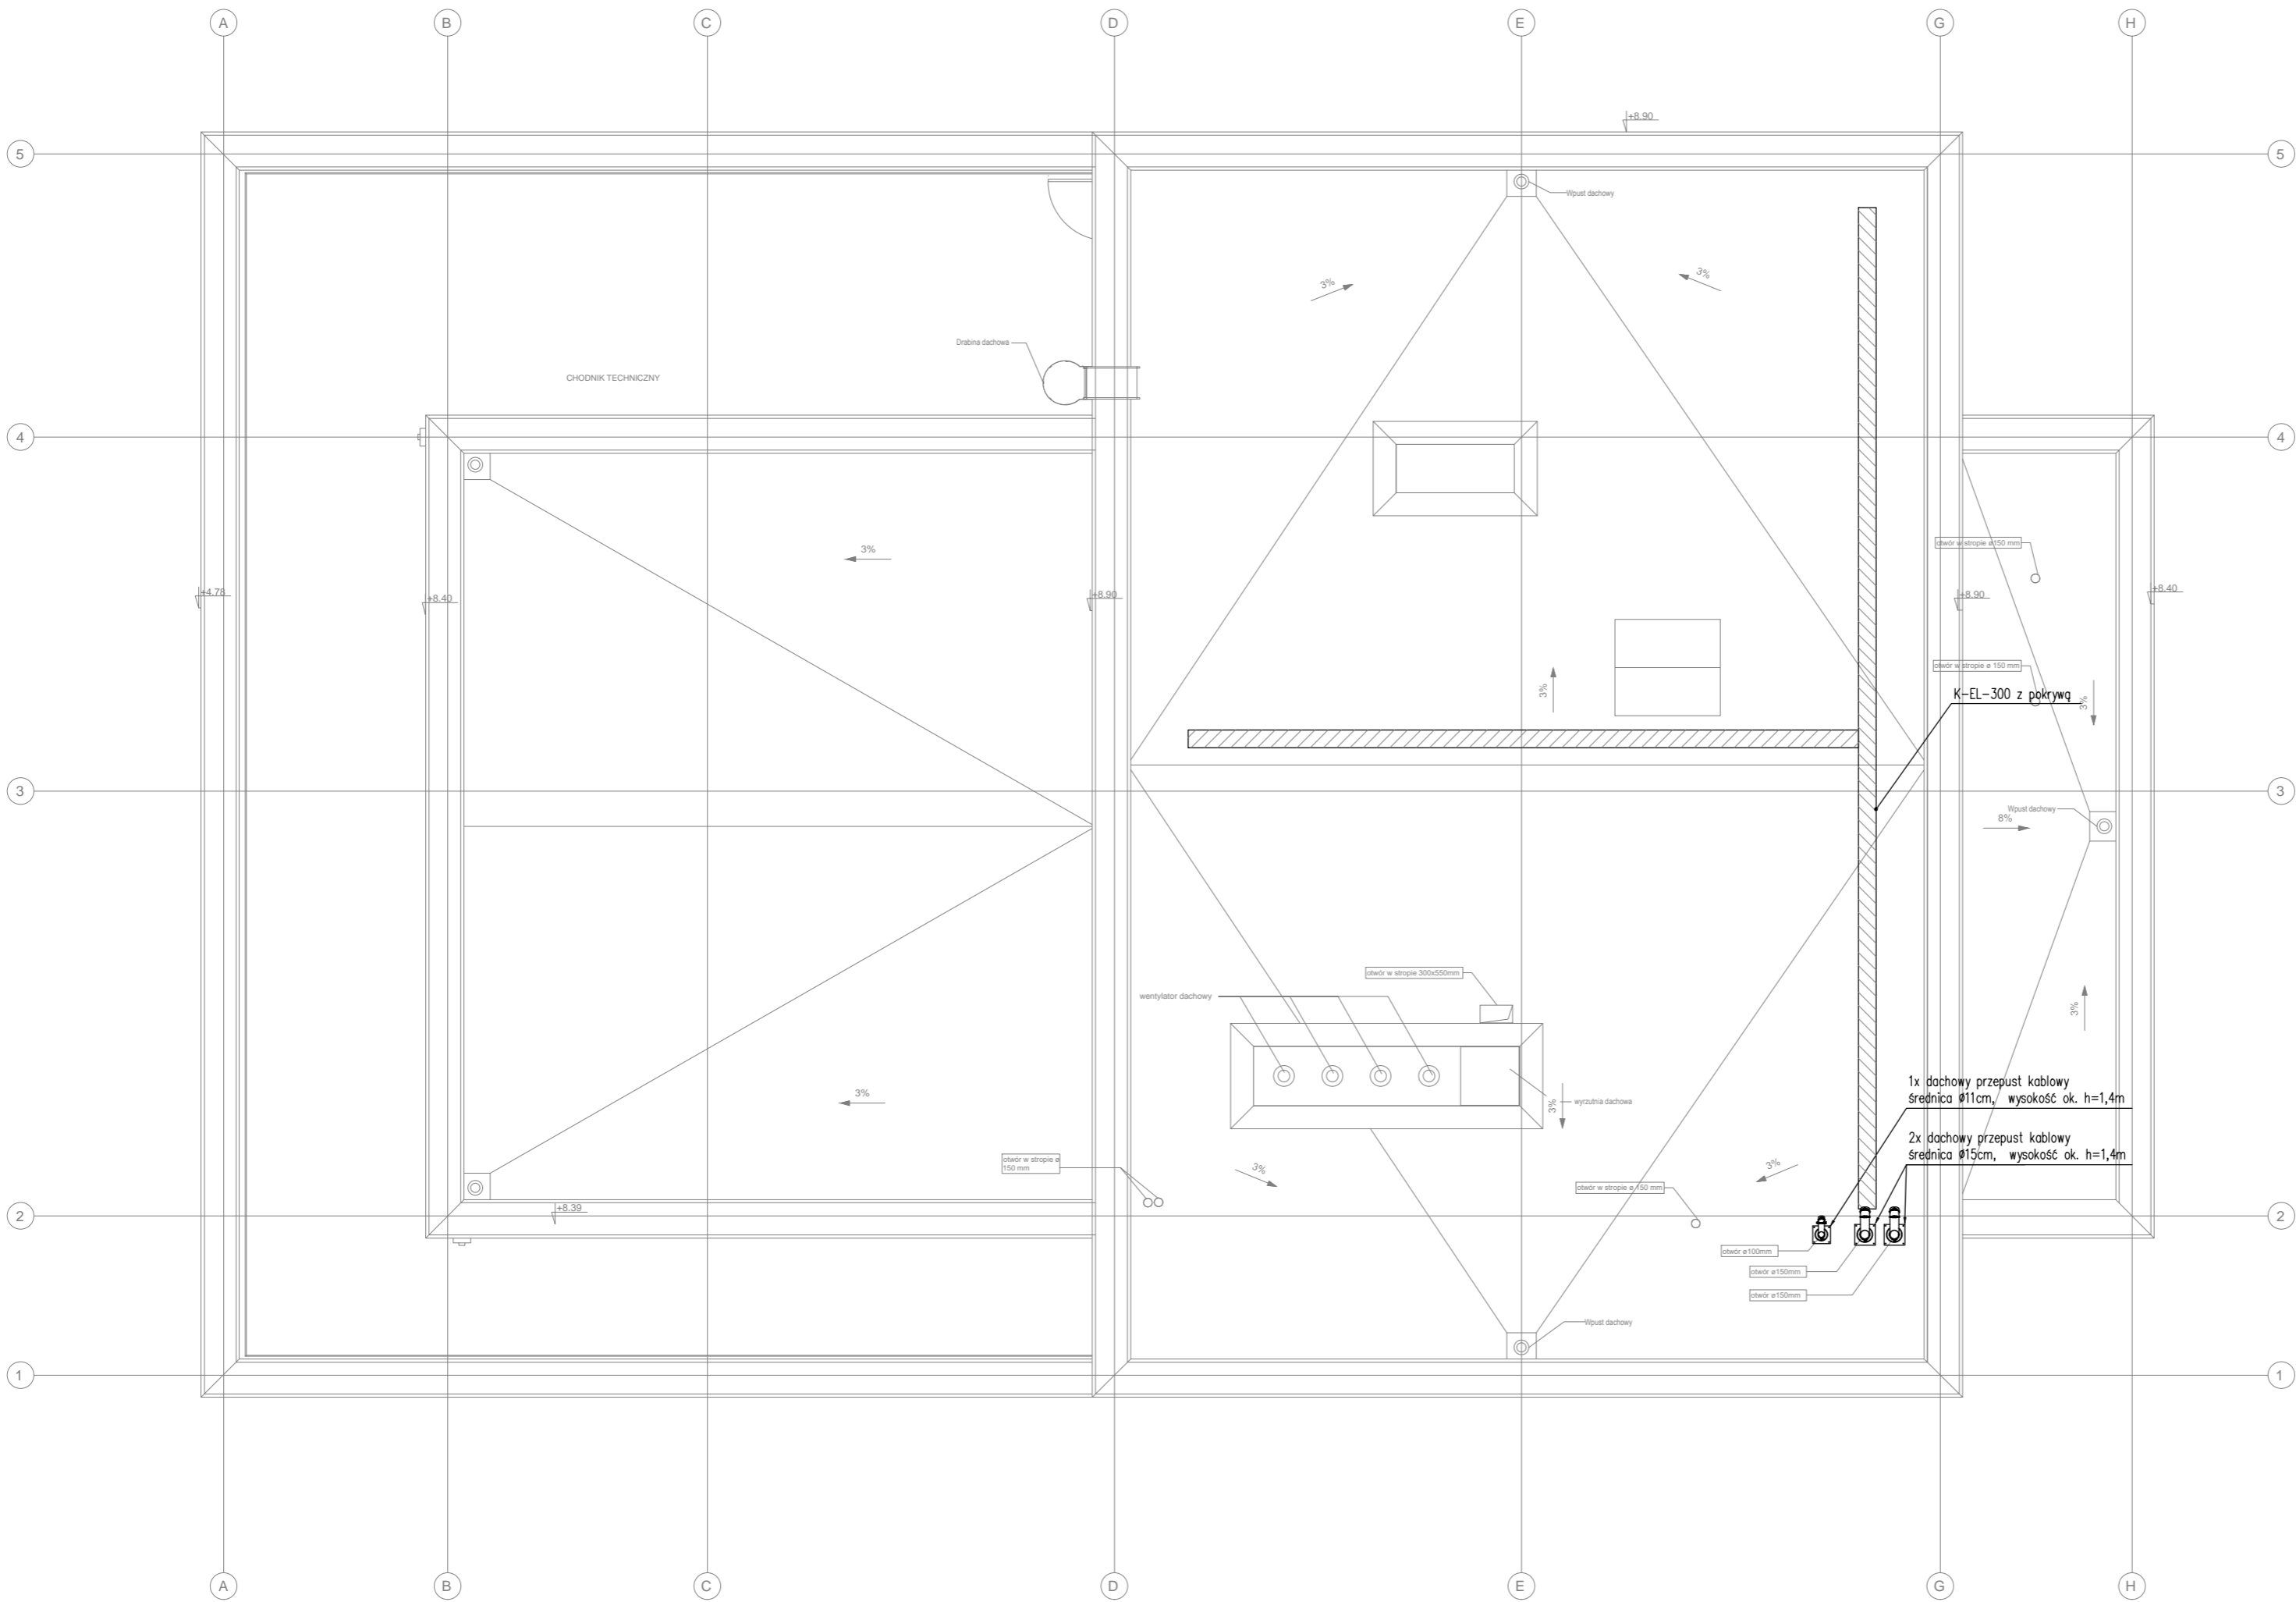 A
B
C
D
E
G
H
+8.90
5
5
Wpust dachowy
3%
3%
Drabina dachowa
CHODNIK TECHNICZNY
4
4
otwór w stropie ø150 mm
3%
+4.78
+8.40
+8.90
+8.90
+8.40
otwór w stropie ø 150 mm
K-EL-300 z pokrywą
3%
3%
3
3
Wpust dachowy
8%
otwór w stropie 300x550mm
wentylator dachowy
3%
1x dachowy przepust kablowy
średnica Ø11cm, wysokość ok. h=1,4m
3%
wyrzutnia dachowa
3%
2x dachowy przepust kablowy
średnica Ø15cm, wysokość ok. h=1,4m
otwór w stropie ø
150 mm
3%
3%
otwór w stropie ø 150 mm
+8.39
2
2
otwór ø100mm
otwór ø150mm
otwór ø150mm
Wpust dachowy
1
1
A
B
C
D
E
G
H